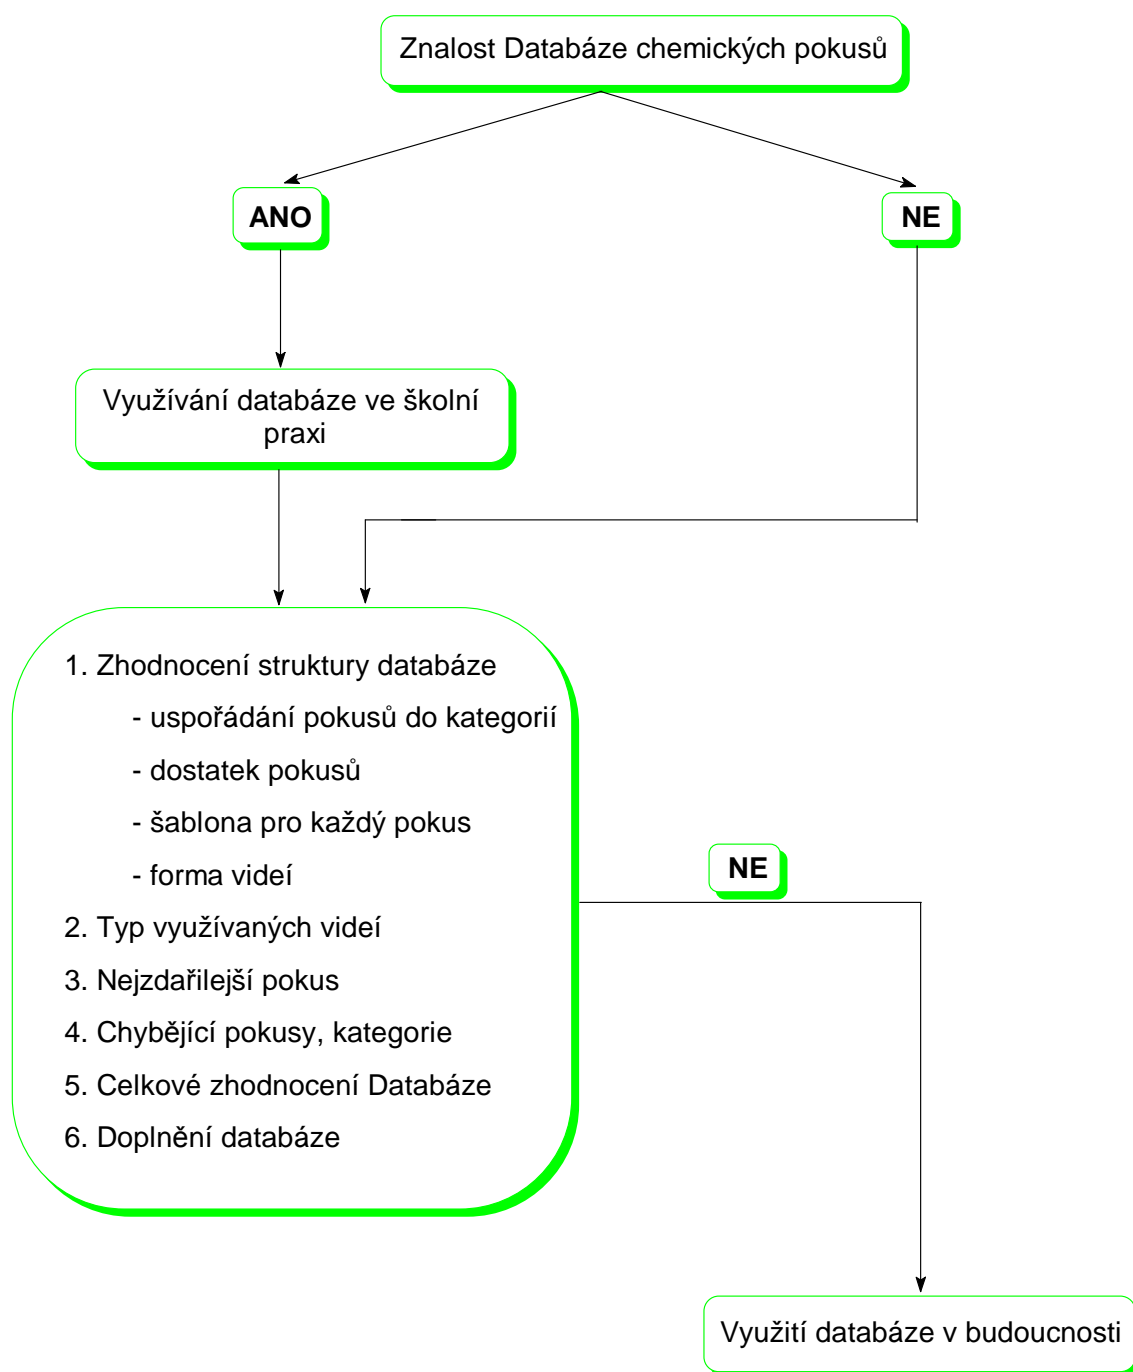 Znalost Databáze chemických pokusů
ANO
NE
Využívání databáze ve školní
praxi
1. Zhodnocení struktury databáze
- uspořádání pokusů do kategorií
- dostatek pokusů
- šablona pro každý pokus
- forma videí
2. Typ využívaných videí
3. Nejzdařilejší pokus
4. Chybějící pokusy, kategorie
5. Celkové zhodnocení Databáze
6. Doplnění databáze
NE
Využití databáze v budoucnosti